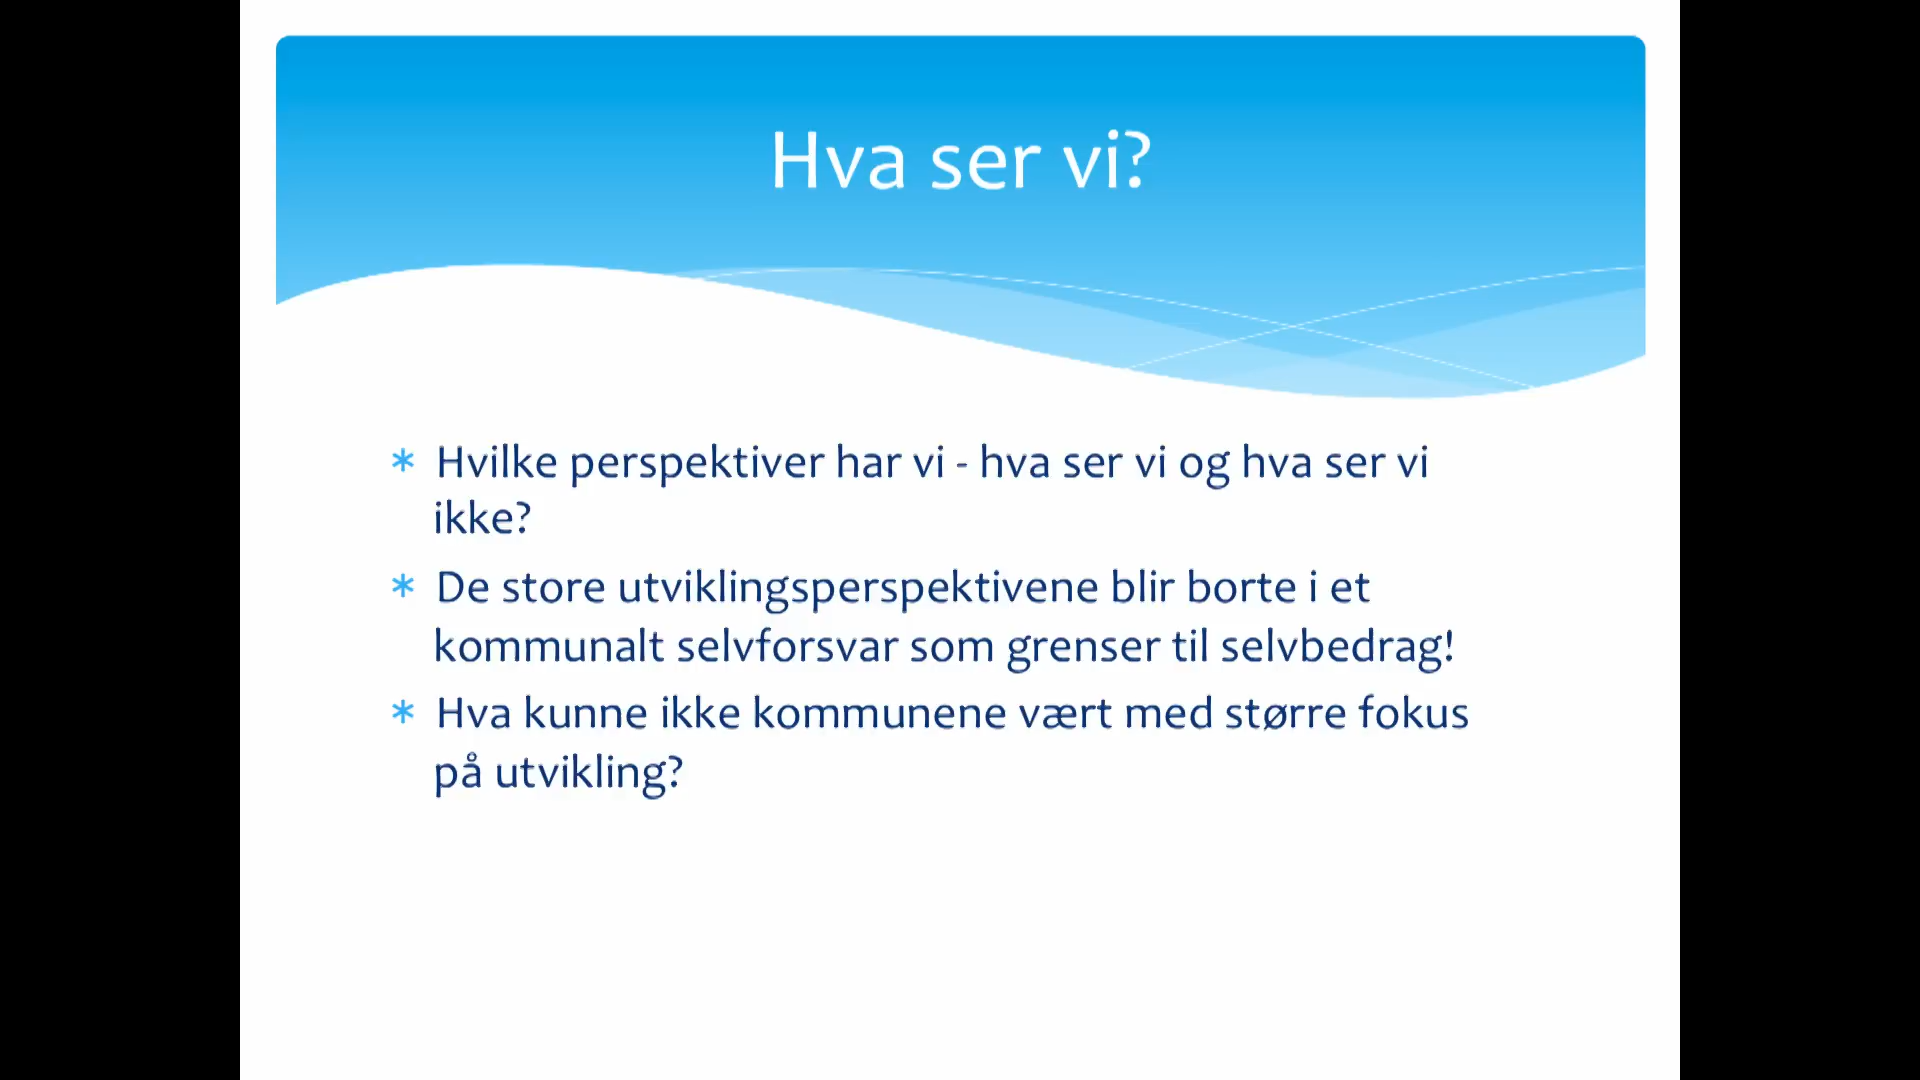 Hva ser vi?
* Hvilke perspektiver har vi - hva ser vi og hva ser vi
ikke?
* De store utviklingsperspektivene blir borte i et
kommunalt selvforsvar som grenser til selvbedrag!
* Hva kunne ikke kommunene vært med større fokus
på utvikling?